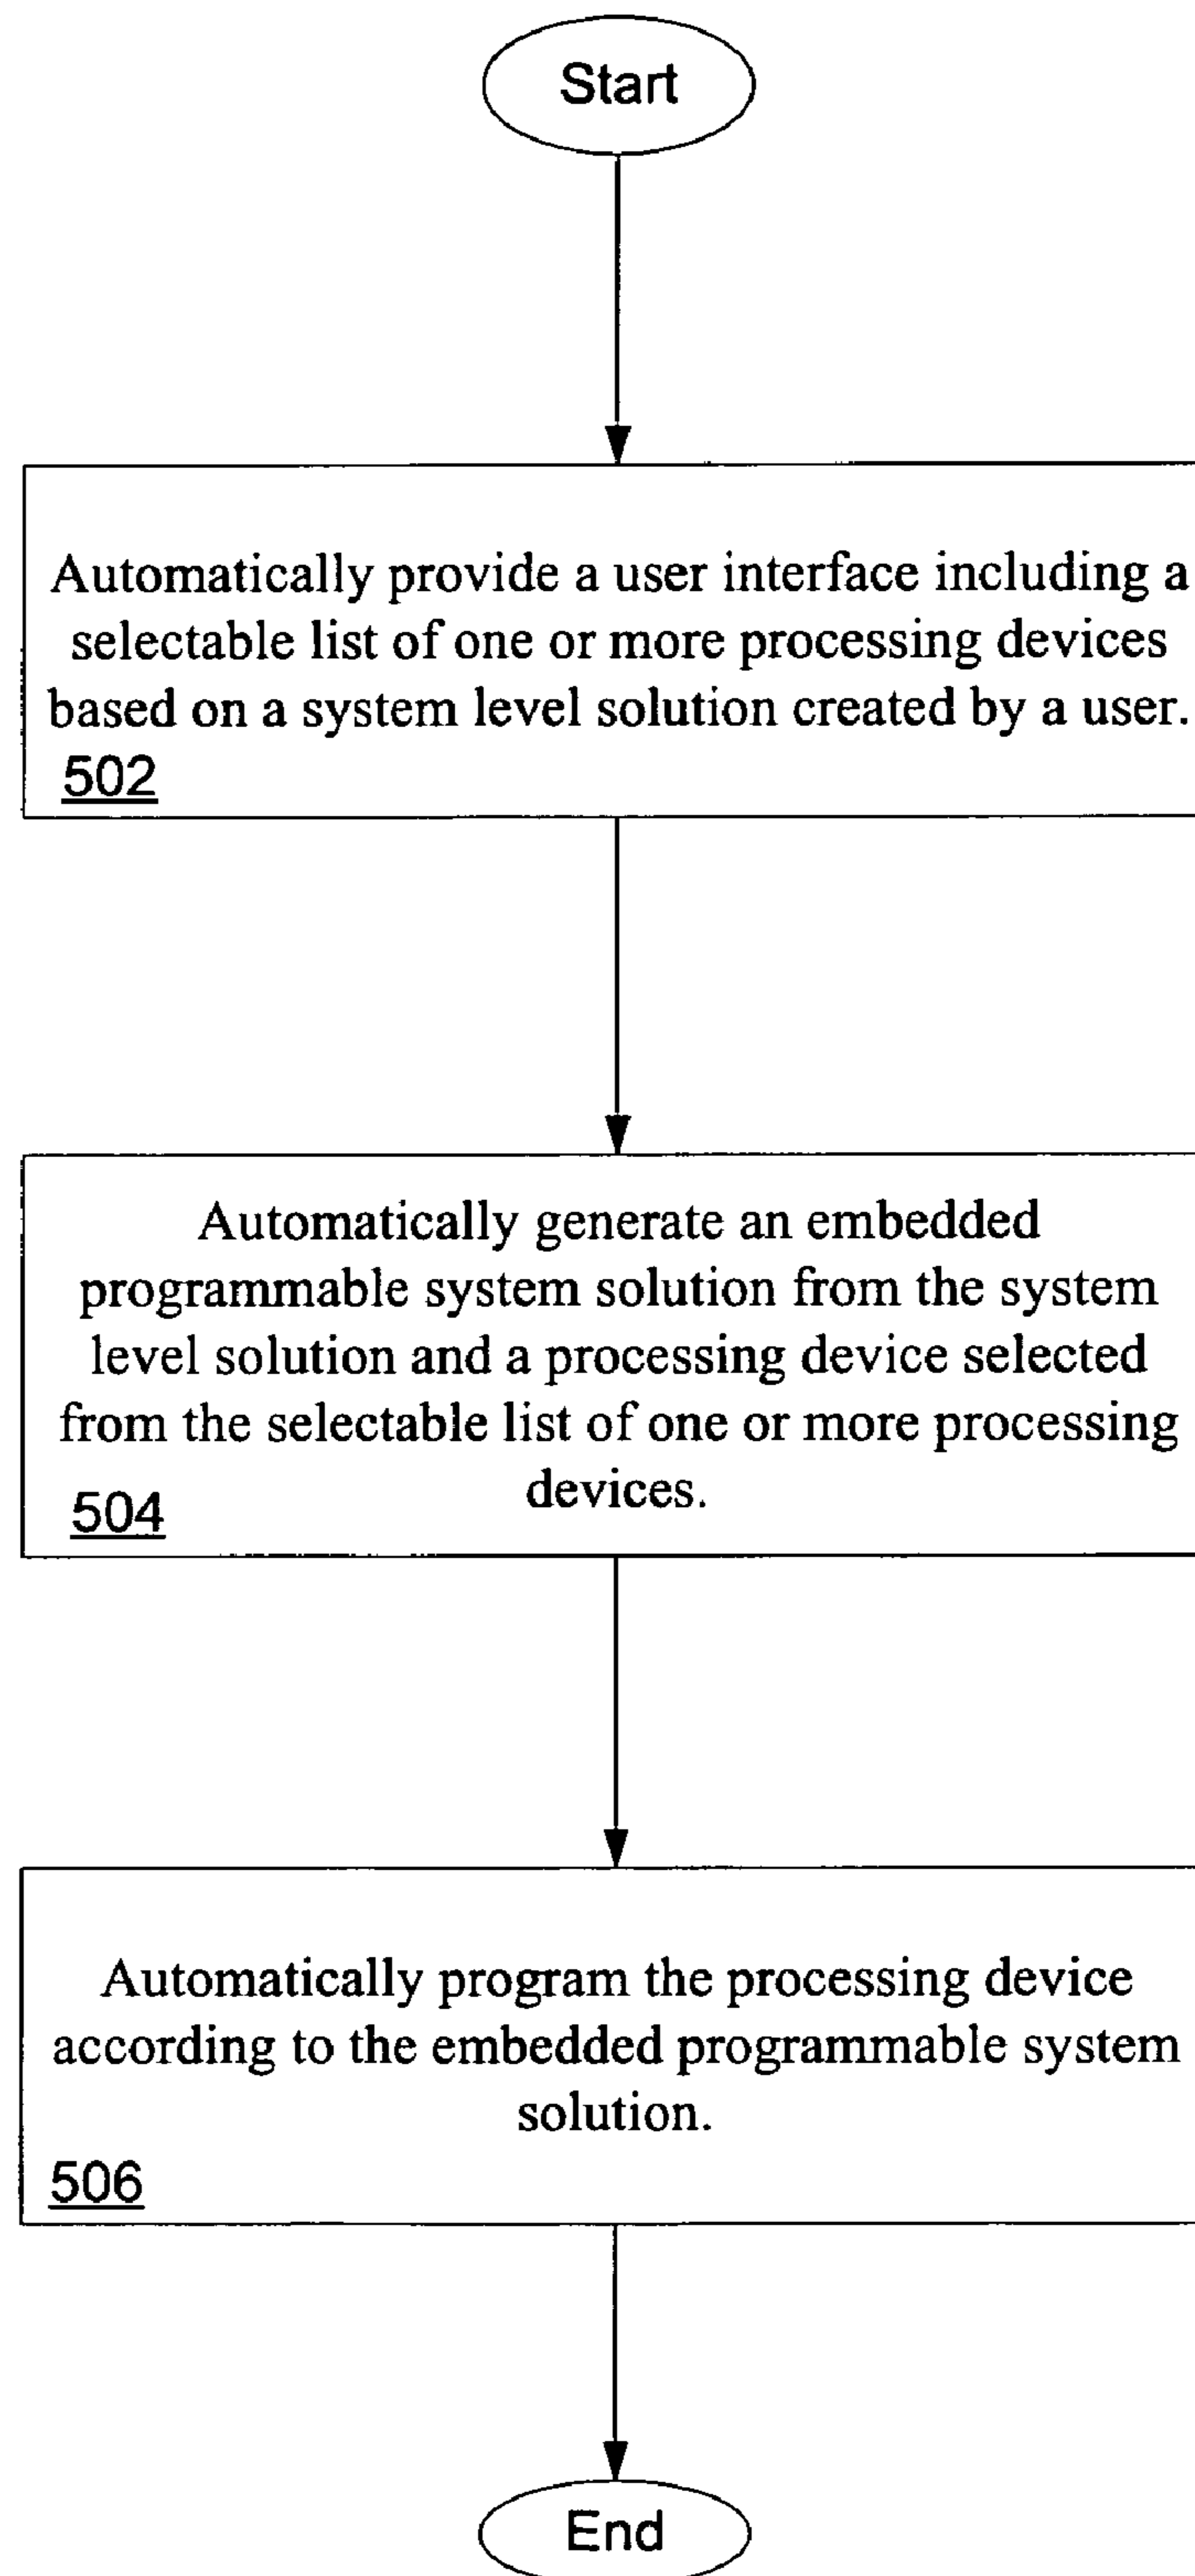 Start
Automatically provide a user interface including a
selectable list of one or more processing devices
based on a system level solution created by a user.
502
Automatically generate an embedded
programmable system solution from the system
level solution and a processing device selected
from the selectable list of one or more processing
devices.
504
Automatically program the processing device
according to the embedded programmable system
solution.
506
End